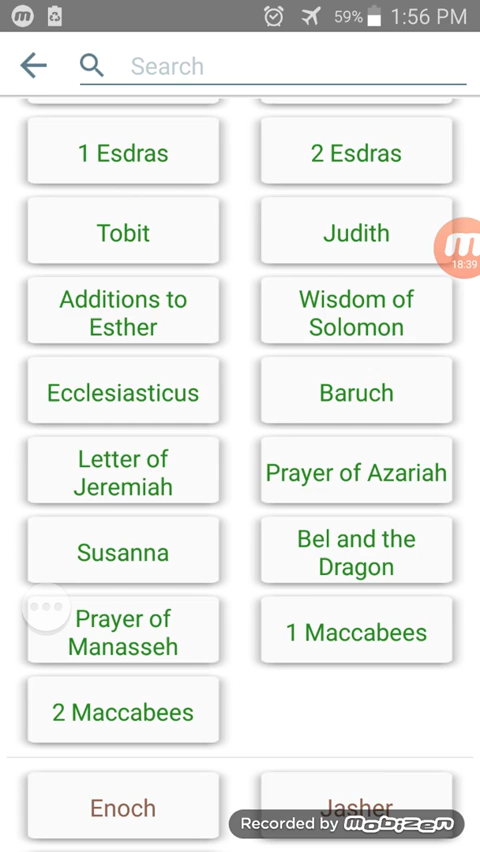 59% 1:56 PM
Search
1 Esdras
2 Esdras
Tobit
Judith
18:39
Additions to
Esther
Wisdom of
Solomon
Ecclesiasticus
Baruch
Letter of
Jeremiah
Prayer of Azariah
Susanna
Bel and the
Dragon
Prayer of
Manasseh
1 Maccabees
2 Maccabees
Enoch
Jasher
Recorded by mobizen